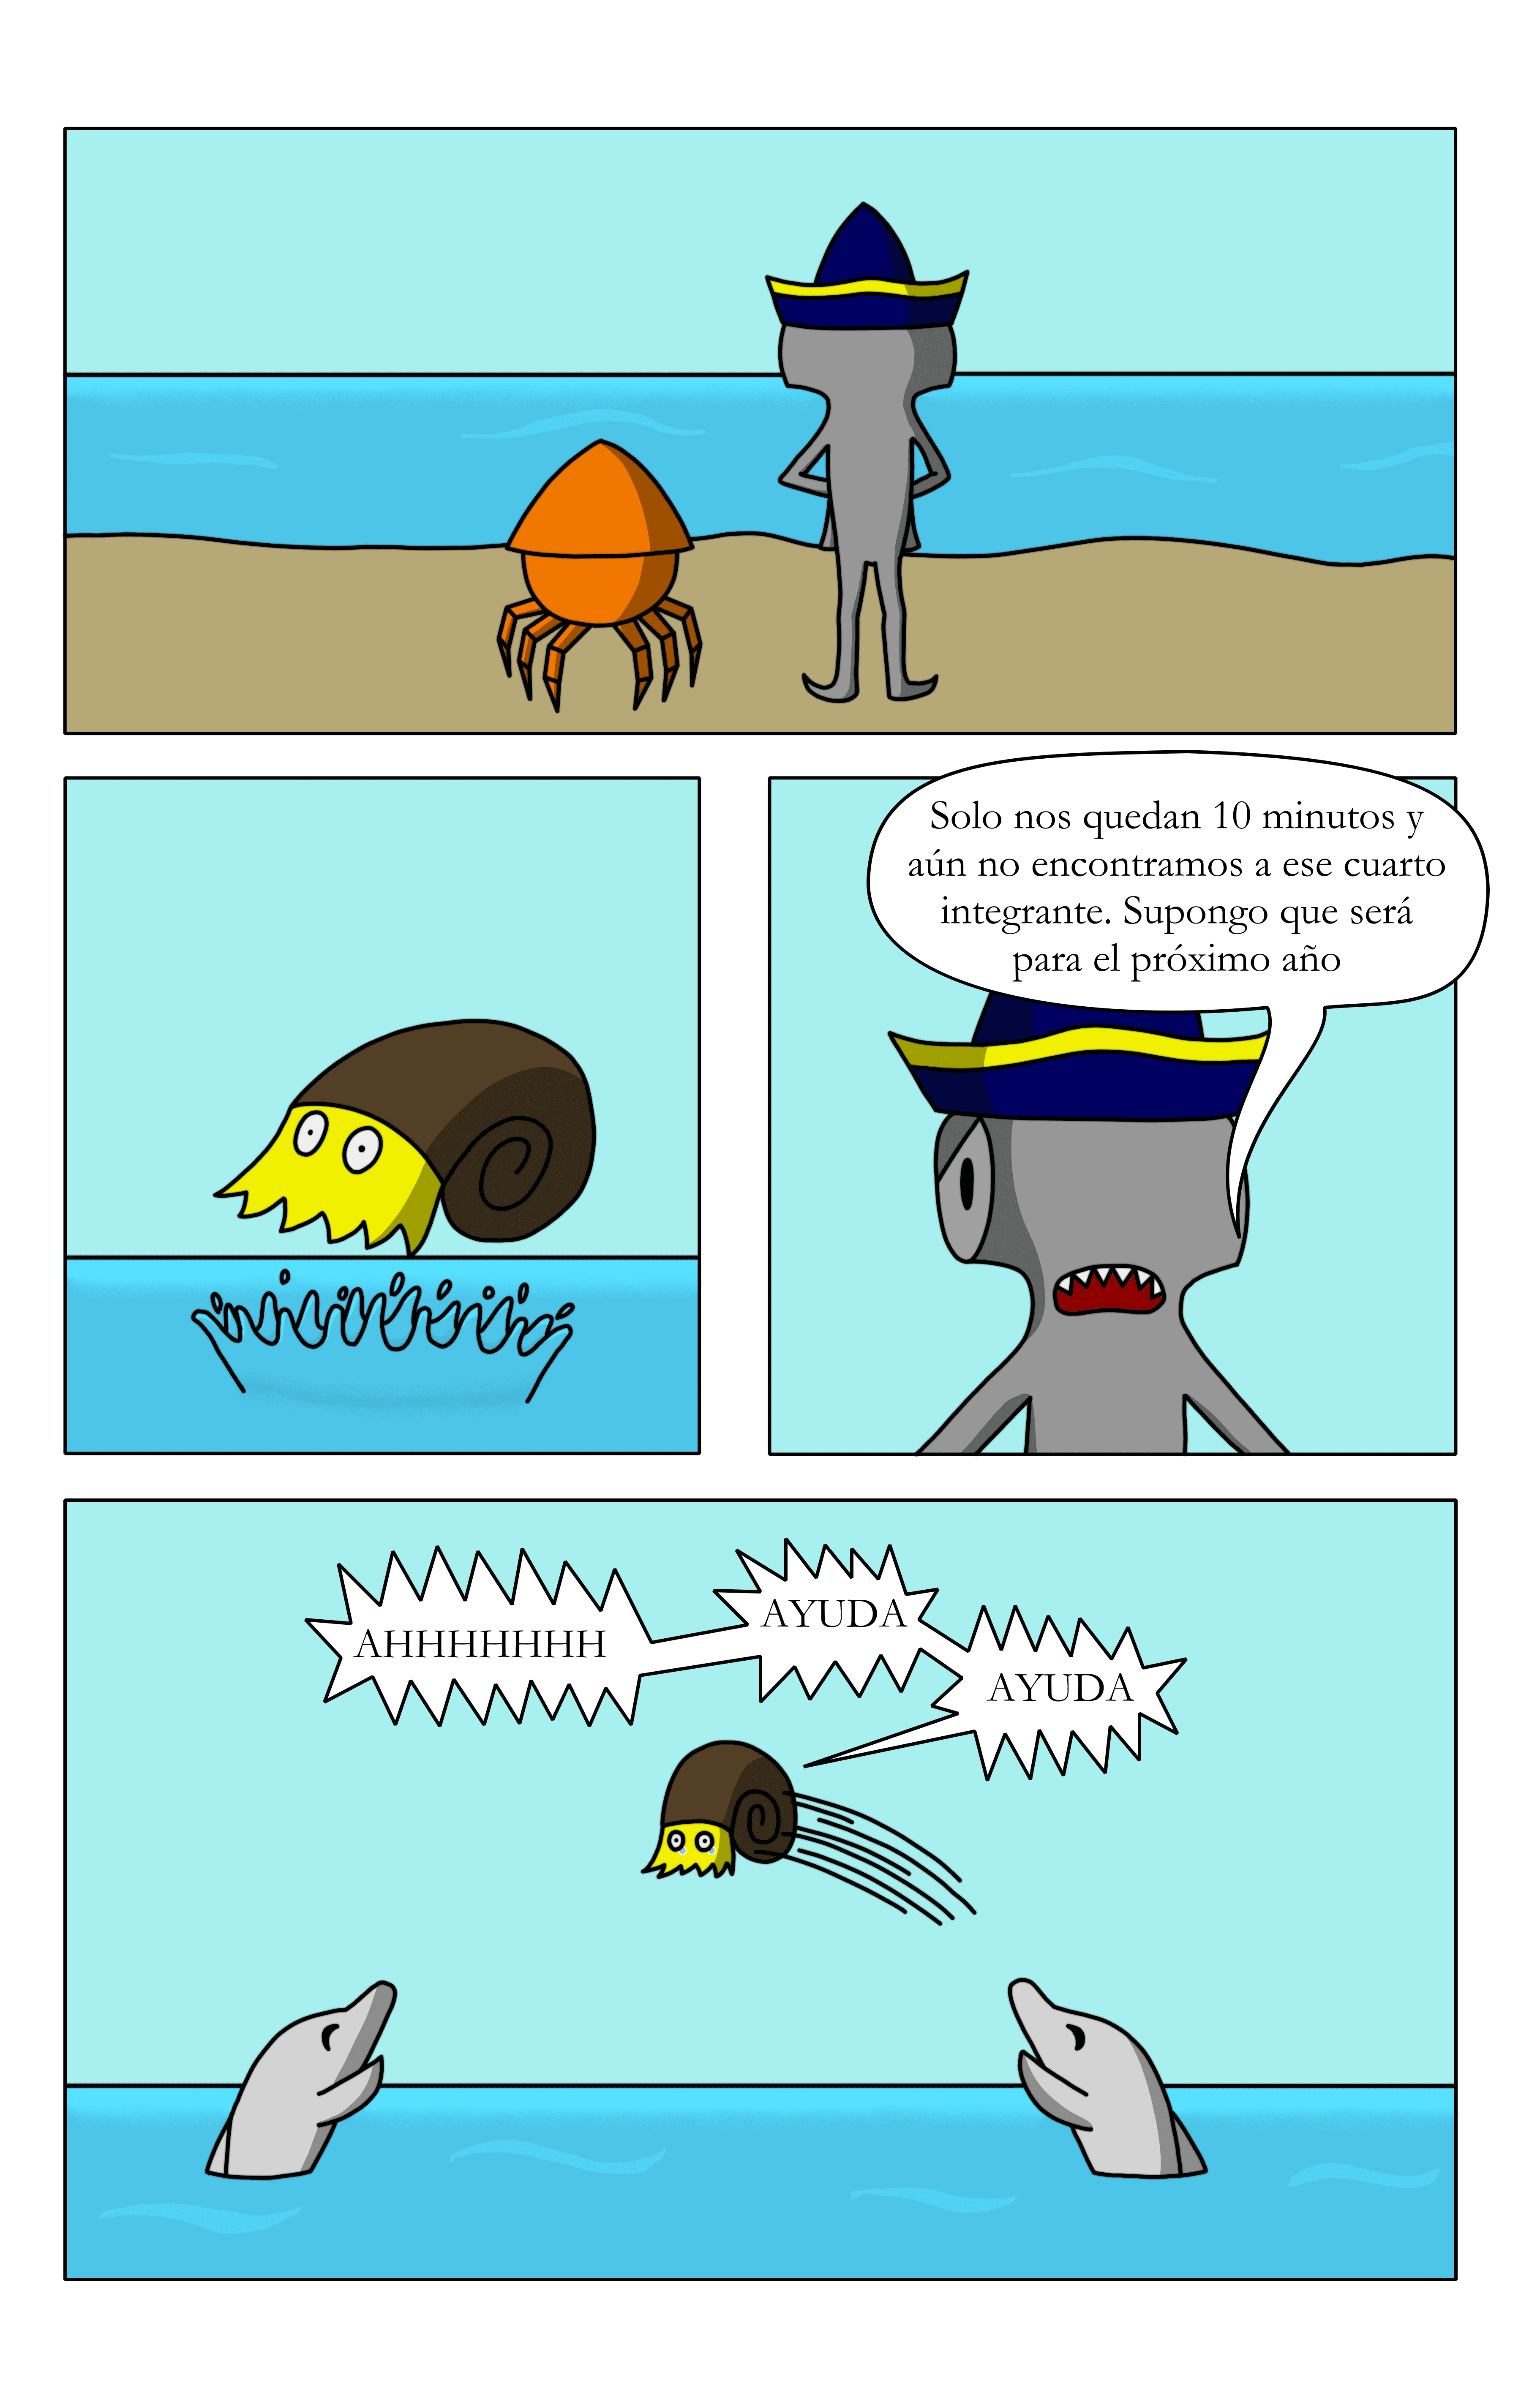 Solo nos quedan 10 minutos y
aún no encontramos a ese cuarto
integrante. Supongo que será
para el próximo año
AHHHHHHH
AYUDA
AYUDA